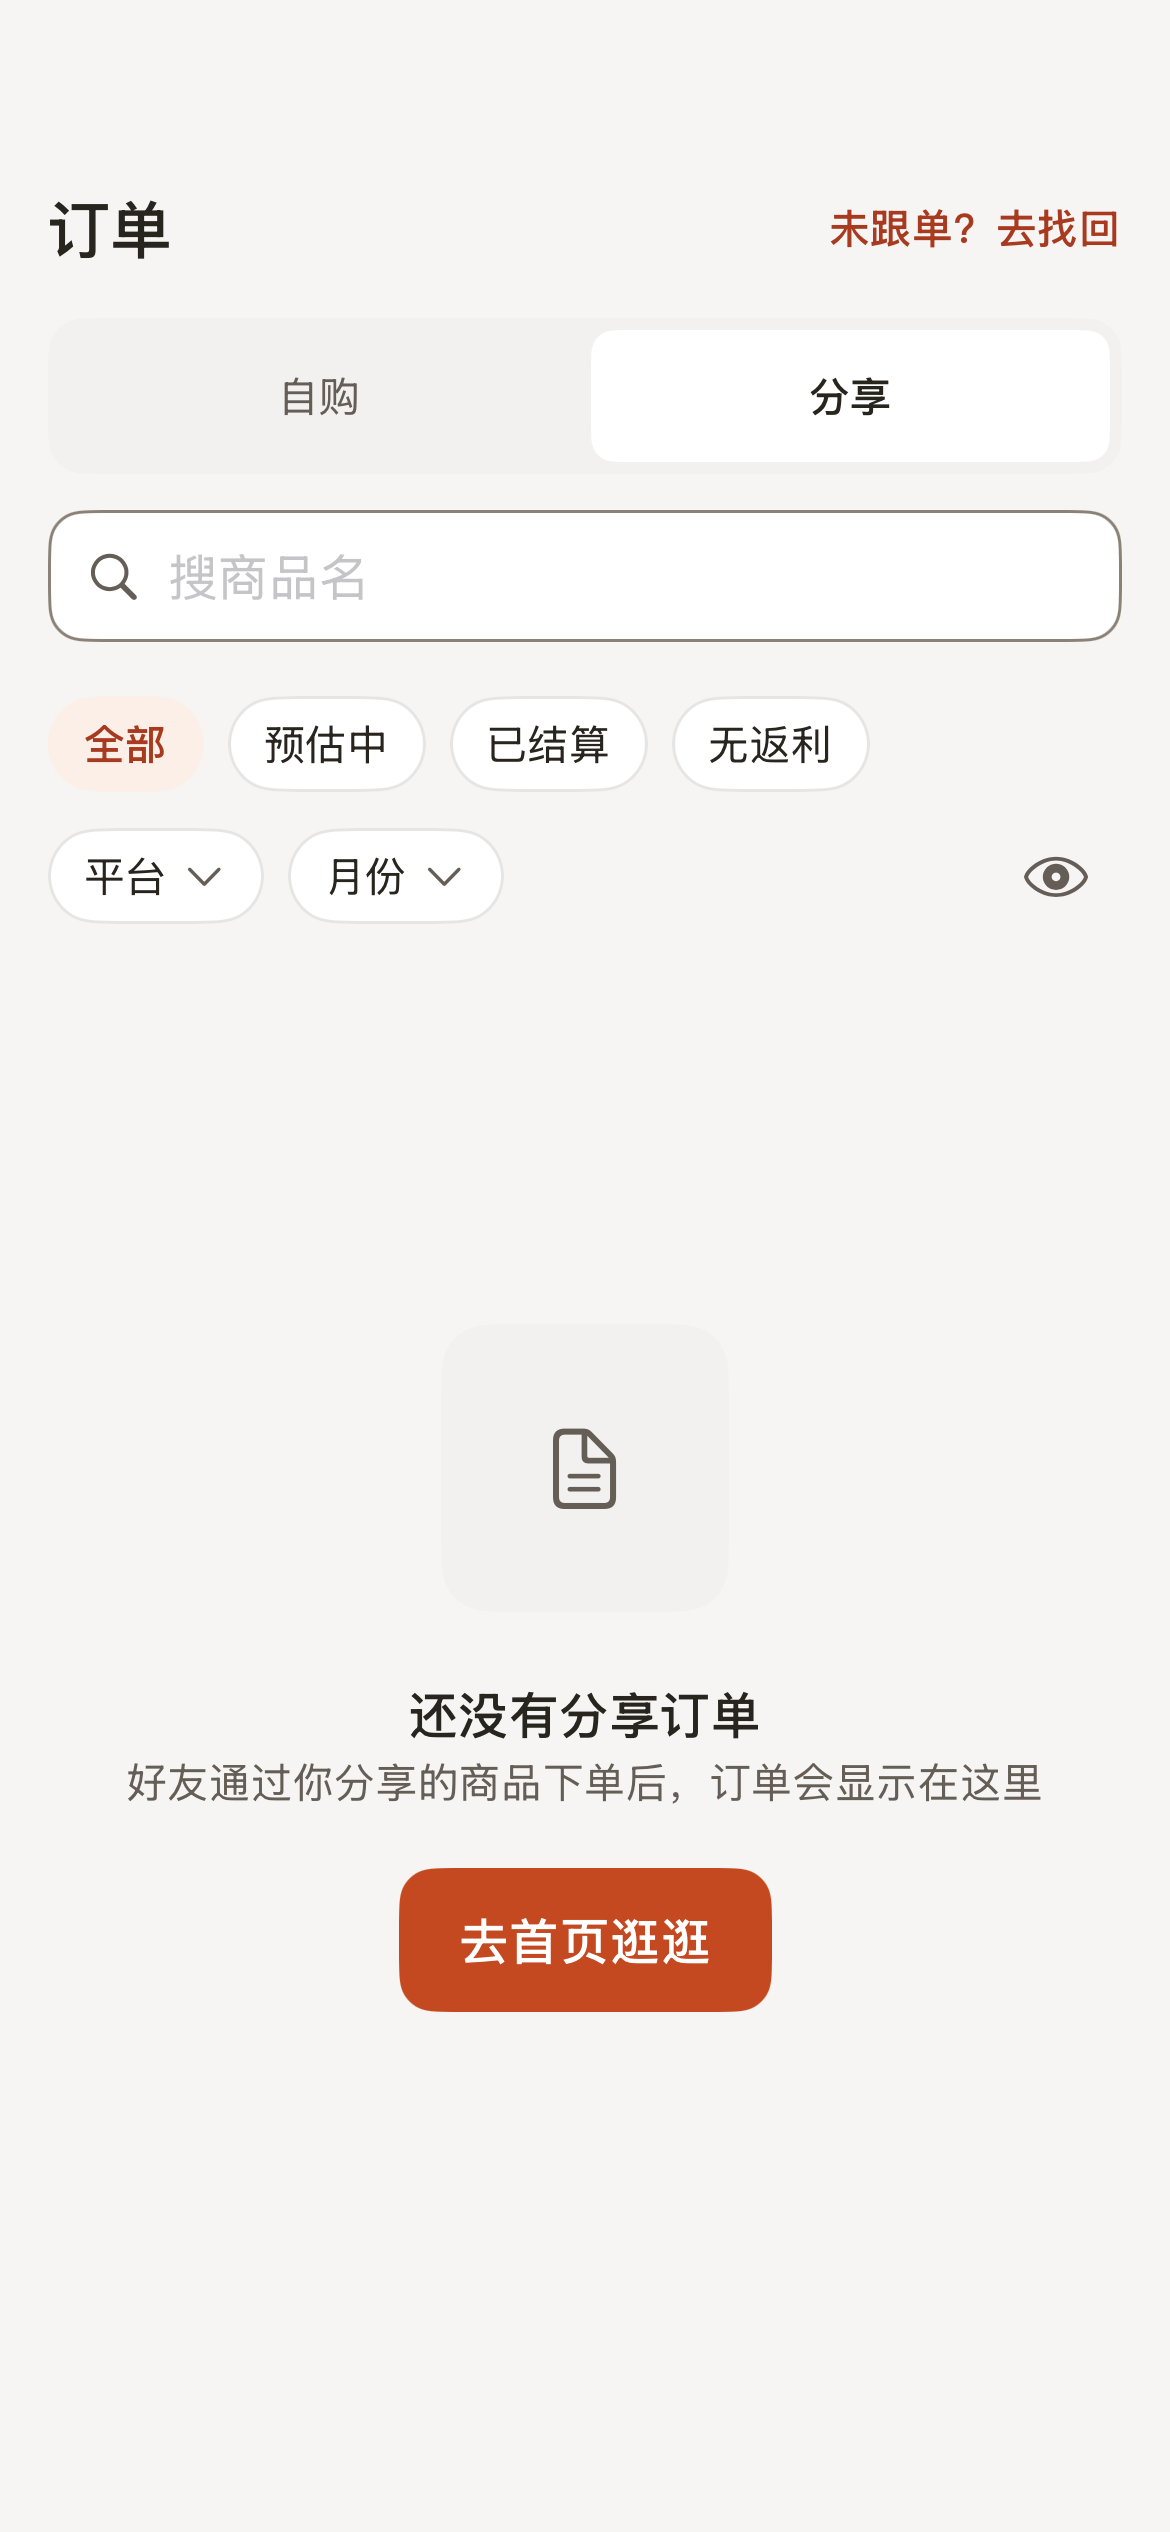 订单
未跟单？去找回
自购
分享
搜商品名
全部
预估中
已结算
无返利
平台
月份
还没有分享订单
好友通过你分享的商品下单后，订单会显示在这里
去首页逛逛